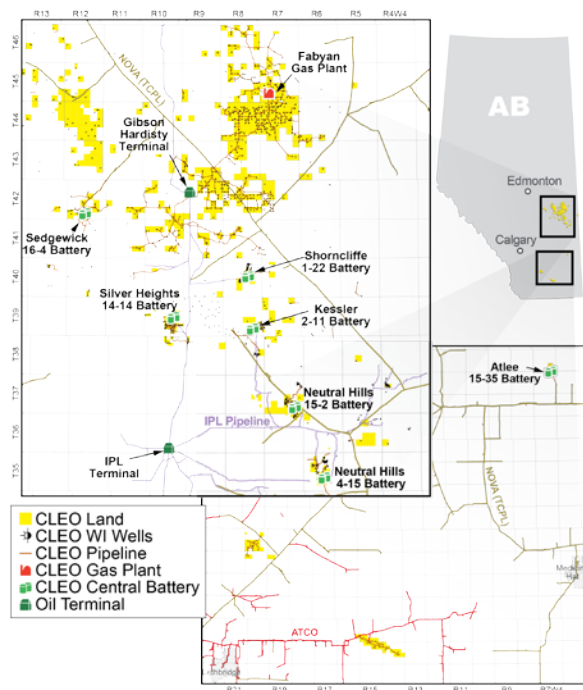 R13 R12 R11 R10 R9 R8 R7 R6 R5 R4W4
T46
T45
T44
T43
T42
T41
T40
T39
T38
T37
T36
T35
NOVA (TCPL)
Fabyan
Gas Plant
Gibson
Hardisty
Terminal
Sedgewick
16-4 Battery
Shorncliffe
1-22 Battery
Silver Heights
14-14 Battery
Kessler
2-11 Battery
Neutral Hills
15-2 Battery
IPL Pipeline
IPL
Terminal
Neutral Hills
4-15 Battery
AB
Edmonton
Calgary
Atlee
15-35 Battery
NOVA (TCPL)
ATCO
CLEO Land
CLEO WI Wells
CLEO Pipeline
CLEO Gas Plant
CLEO Central Battery
Oil Terminal
R21 R19 R17 R15 R13 R11 R9 R7W4